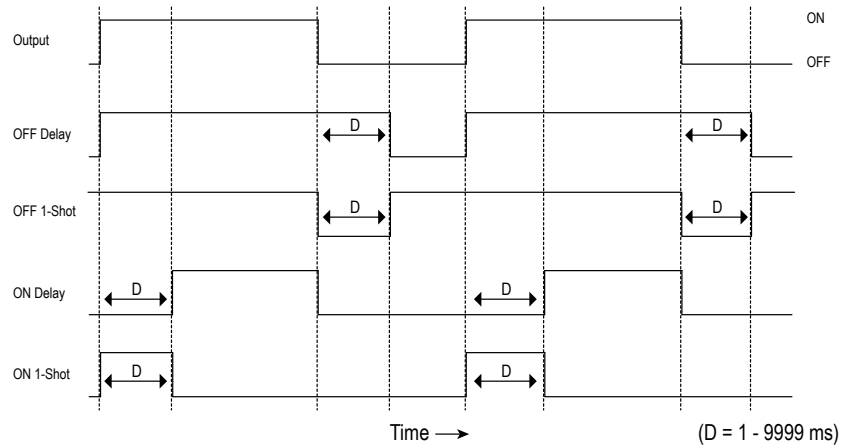 Output
ON
OFF
OFF Delay
D
D
OFF 1-Shot
D
D
ON Delay
D
D
ON 1-Shot
D
D
Time →
(D = 1 - 9999 ms)